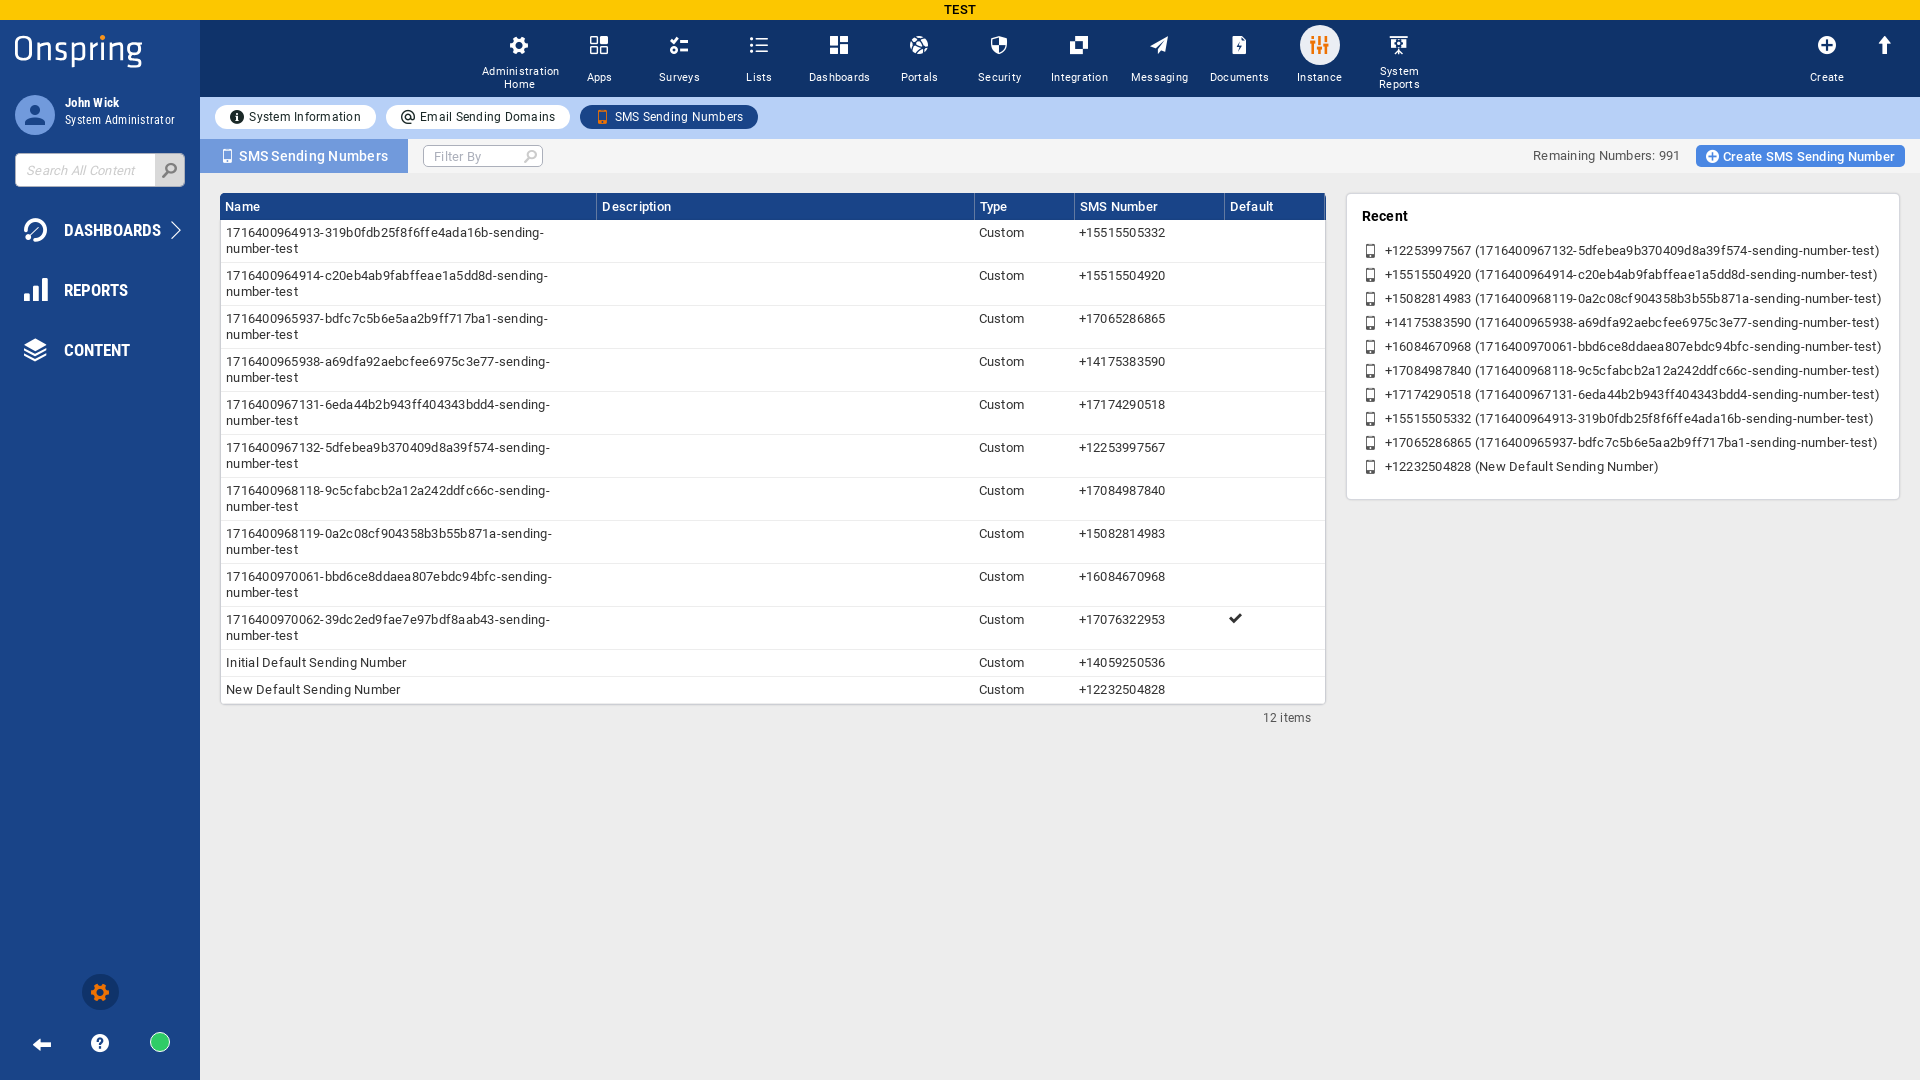 TEST
Onspring
John Wick
System Administrator
Search All Content
DASHBOARDS
REPORTS
CONTENT
Administration Home
Apps
Surveys
Lists
Dashboards
Portals
Security
Integration
Messaging
Documents
Instance
System Reports
Create
System Information
Email Sending Domains
SMS Sending Numbers
SMS Sending Numbers
Filter By
Remaining Numbers: 991
Create SMS Sending Number
Name Description Type SMS Number Default
1716400964913-319b0fdb25f8f6ffe4ada16b-sending- Custom +15515505332
number-test
1716400964914-c20eb4ab9fabffeae1a5dd8d-sending- Custom +15515504920
number-test
1716400965937-bdfc7c5b6e5aa2b9ff717ba1-sending- Custom +17065286865
number-test
1716400965938-a69dfa92aebcfee6975c3e77-sending- Custom +14175383590
number-test
1716400967131-6eda44b2b943ff404343bdd4-sending- Custom +17174290518
number-test
1716400967132-5dfebea9b370409d8a39f574-sending- Custom +12253997567
number-test
1716400968118-9c5cfabcb2a12a242ddfc66c-sending- Custom +17084987840
number-test
1716400968119-0a2c08cf904358b3b55b871a-sending- Custom +15082814983
number-test
1716400970061-bbd6ce8ddaea807ebdc94bfc-sending- Custom +16084670968
number-test
1716400970062-39dc2ed9fae7e97bdf8aab43-sending- Custom +17076322953
number-test
Initial Default Sending Number Custom +14059250536
New Default Sending Number Custom +12232504828
12 items
Recent
+12253997567 (1716400967132-5dfebea9b370409d8a39f574-sending-number-test)
+15515504920 (1716400964914-c20eb4ab9fabffeae1a5dd8d-sending-number-test)
+15082814983 (1716400968119-0a2c08cf904358b3b55b871a-sending-number-test)
+14175383590 (1716400965938-a69dfa92aebcfee6975c3e77-sending-number-test)
+16084670968 (1716400970061-bbd6ce8ddaea807ebdc94bfc-sending-number-test)
+17084987840 (1716400968118-9c5cfabcb2a12a242ddfc66c-sending-number-test)
+17174290518 (1716400967131-6eda44b2b943ff404343bdd4-sending-number-test)
+15515505332 (1716400964913-319b0fdb25f8f6ffe4ada16b-sending-number-test)
+17065286865 (1716400965937-bdfc7c5b6e5aa2b9ff717ba1-sending-number-test)
+12232504828 (New Default Sending Number)